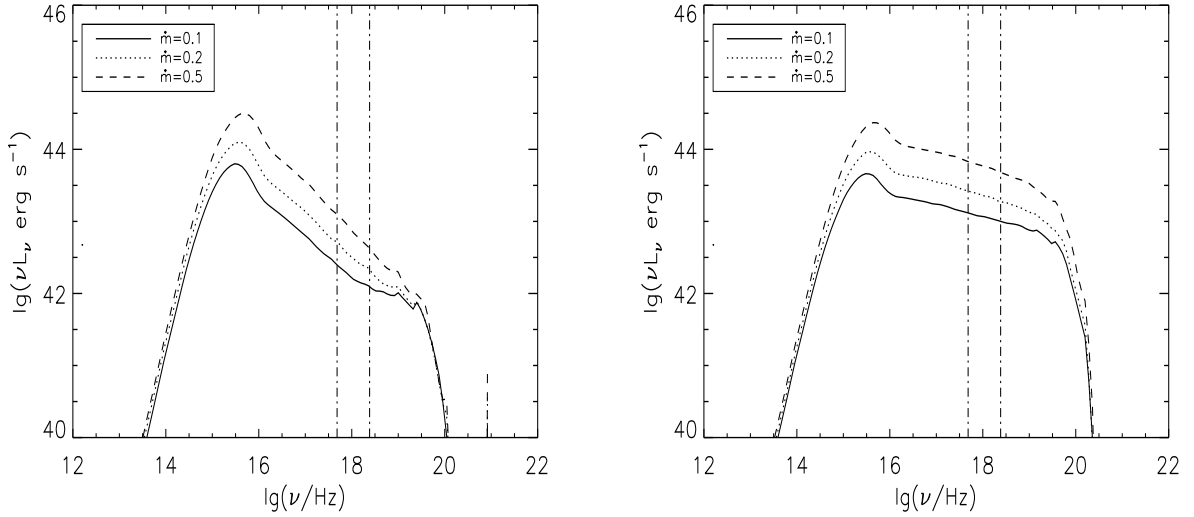 46
44
42
40
12 14 16 18 20 22
lg(νL_ν erg s⁻¹)
lg(ν/Hz)
ṁ=0.1
ṁ=0.2
ṁ=0.5
46
44
42
40
12 14 16 18 20 22
lg(νL_ν erg s⁻¹)
lg(ν/Hz)
ṁ=0.1
ṁ=0.2
ṁ=0.5